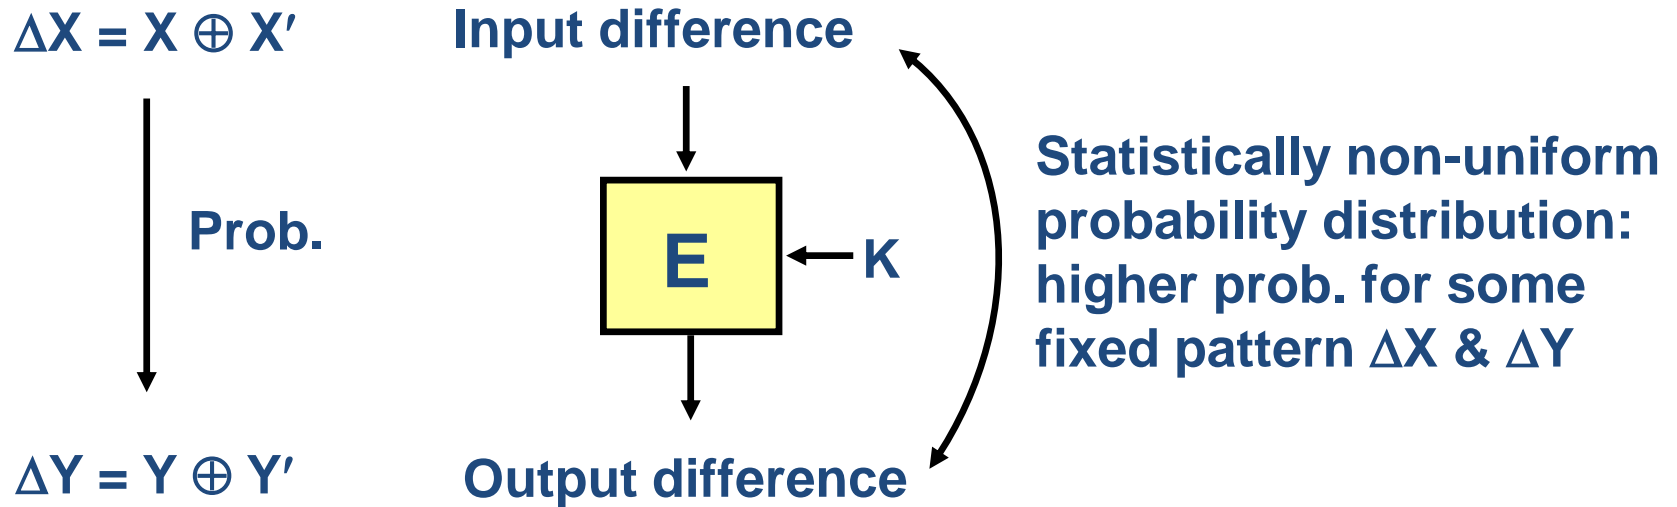 ΔX = X ⊕ X′
Input difference
Prob.
E
K
Statistically non-uniform
probability distribution:
higher prob. for some
fixed pattern ΔX & ΔY
ΔY = Y ⊕ Y′
Output difference